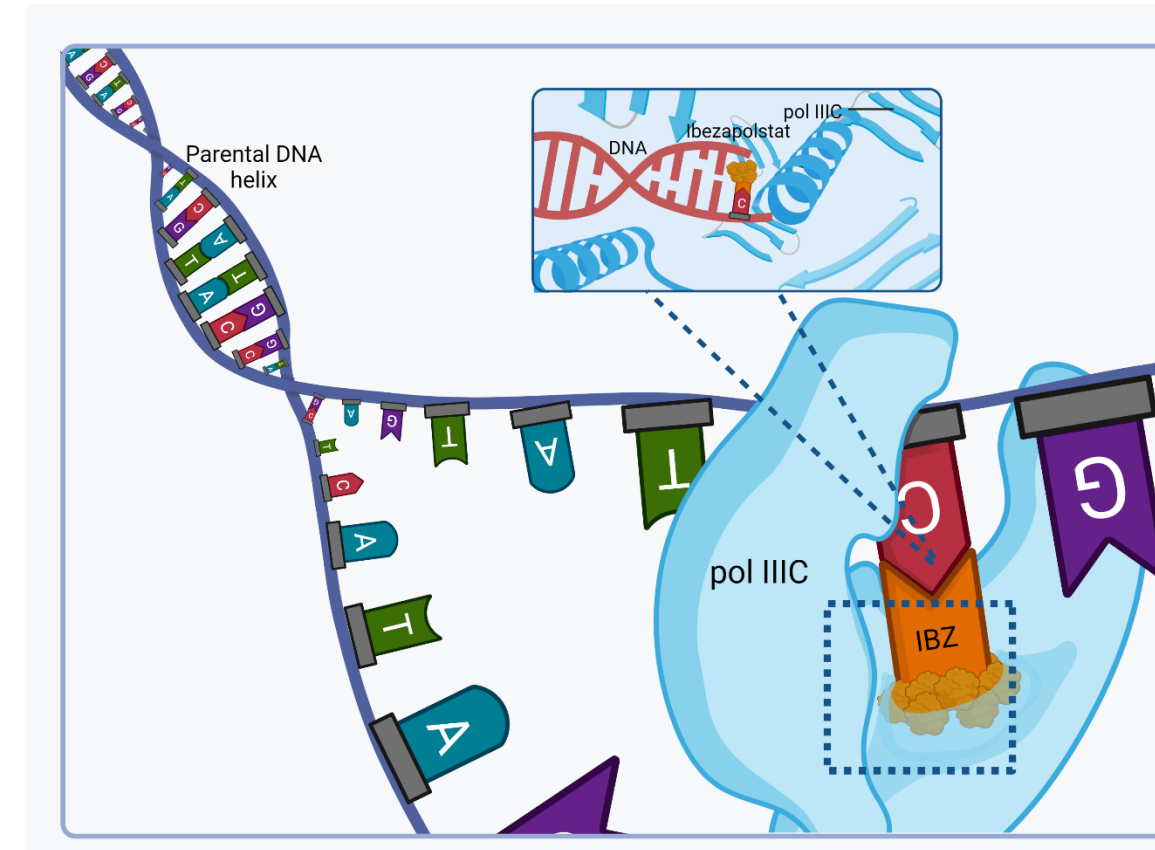 A
G C
A T
G C
pol IIIC
Ibezapolstat
DNA
C
Parental DNA
helix
A T
G C
T A
A T
C G
C G
A T
G C
A
G
T
A
T
C
G
T
C
A
T
A
pol IIIC
IBZ